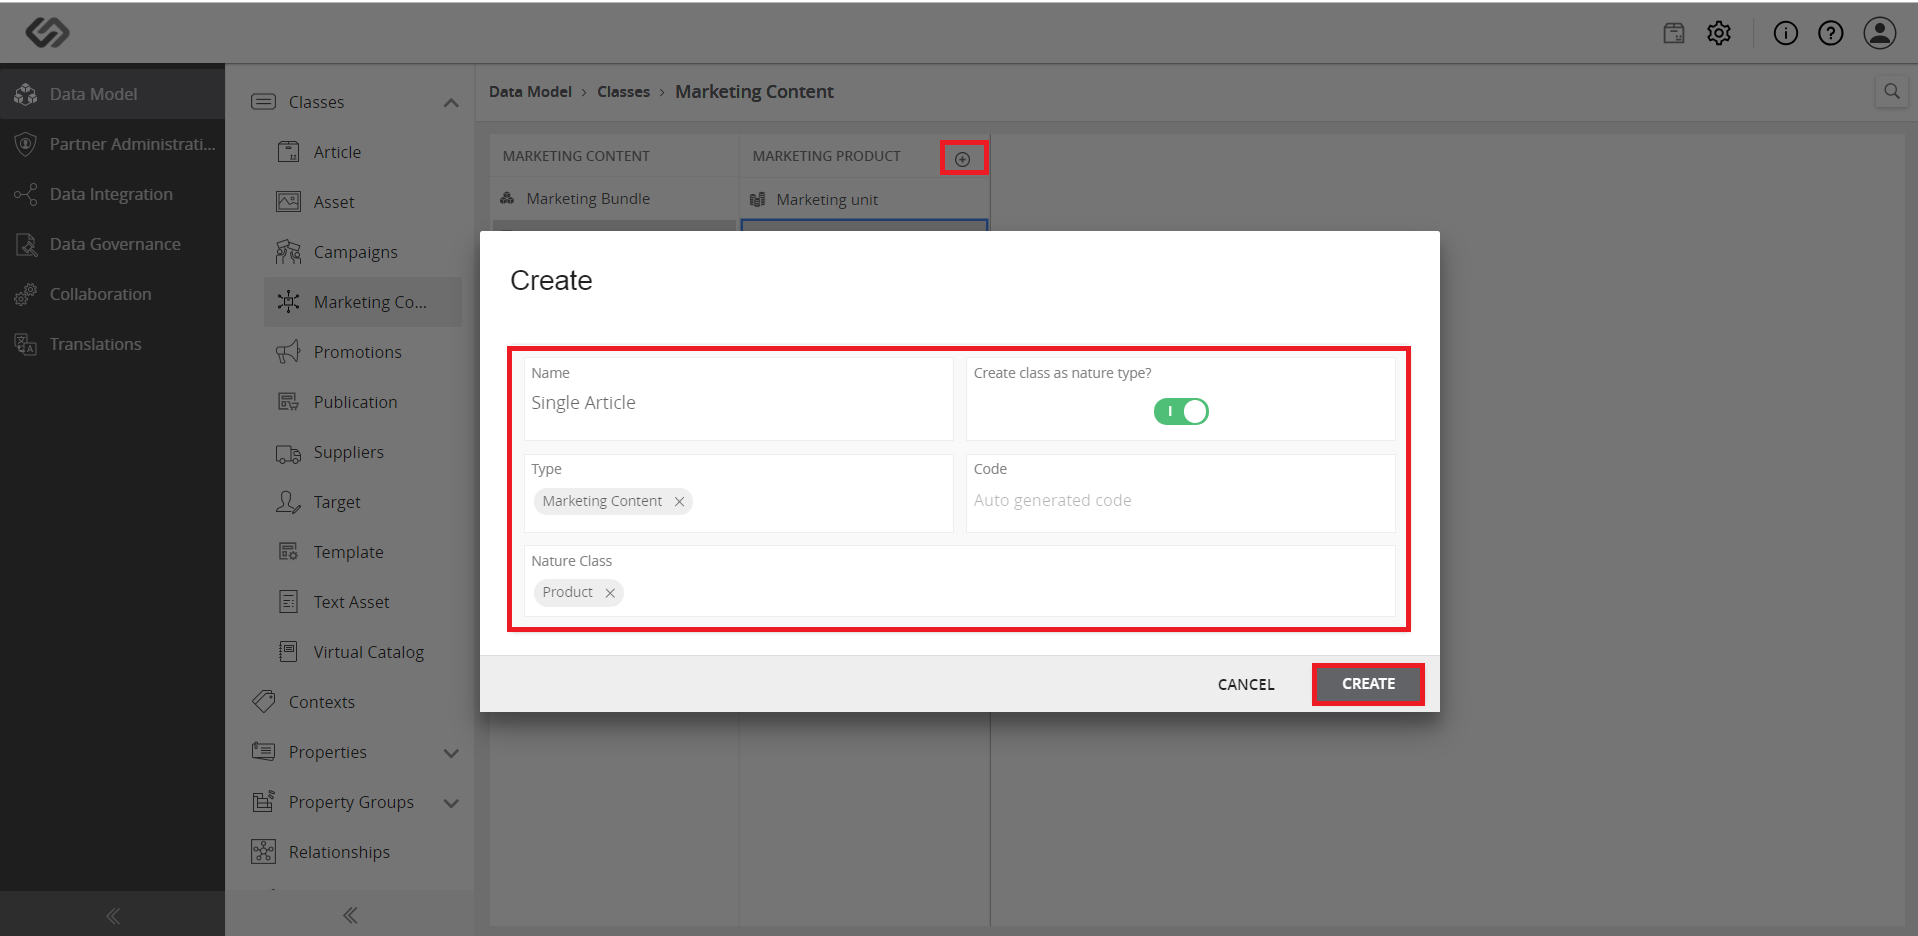 Data Model
Partner Administrati...
Data Integration
Data Governance
Collaboration
Translations
Classes
Article
Asset
Campaigns
Marketing Co...
Promotions
Publication
Suppliers
Target
Template
Text Asset
Virtual Catalog
Contexts
Properties
Property Groups
Relationships
Data Model › Classes › Marketing Content
MARKETING CONTENT
Marketing Bundle
MARKETING PRODUCT
Marketing unit
Create
Name
Single Article
Create class as nature type?
Type
Marketing Content
Code
Auto generated code
Nature Class
Product
CANCEL
CREATE